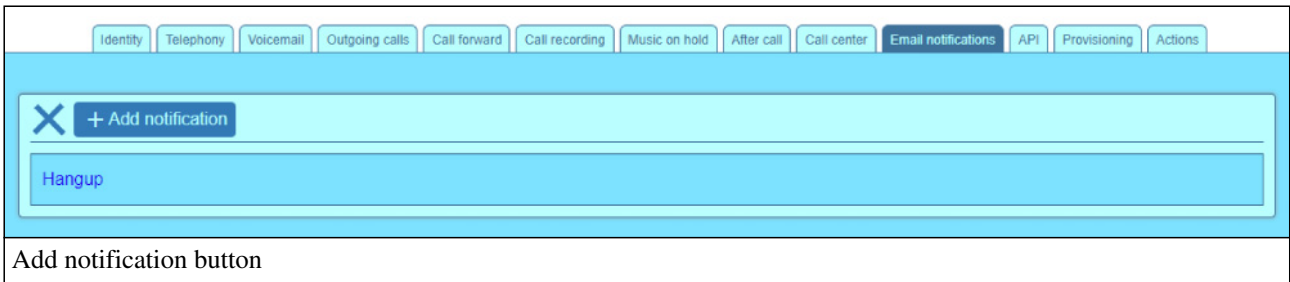 Identity Telephony Voicemail Outgoing calls Call forward Call recording Music on hold After call Call center Email notifications API Provisioning Actions
+ Add notification
Hangup
Add notification button